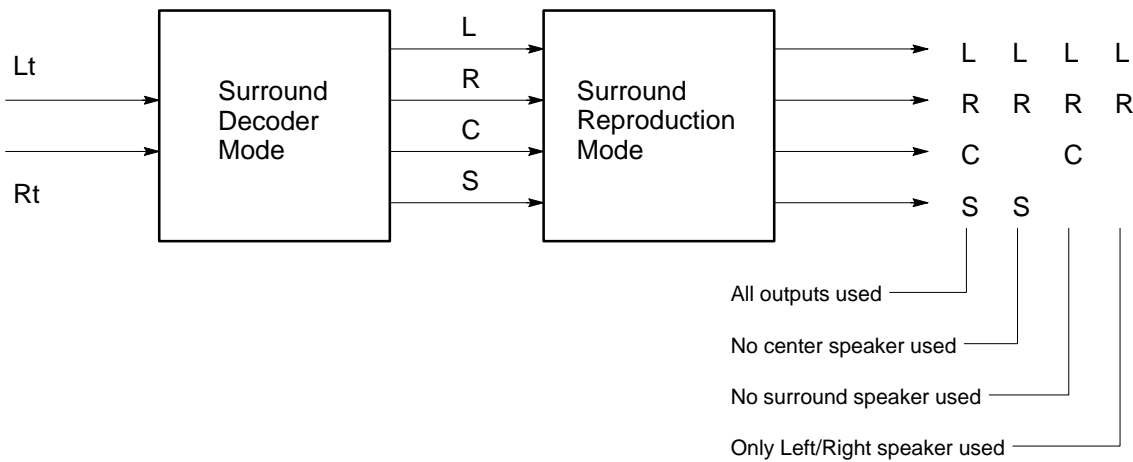 Lt
Rt
Surround
Decoder
Mode
L
R
C
S
Surround
Reproduction
Mode
L L L L
R R R R
C C
S S
All outputs used
No center speaker used
No surround speaker used
Only Left/Right speaker used